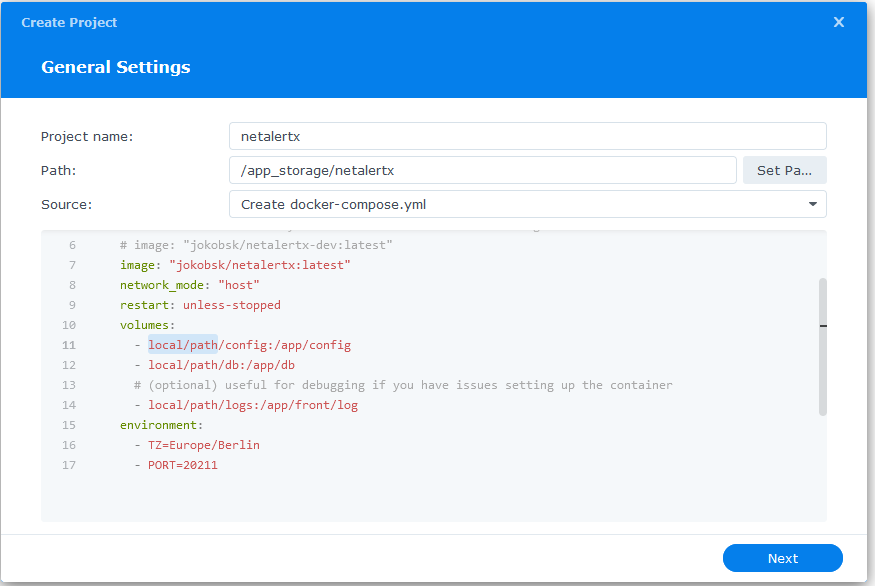 Create Project
General Settings
Project name: netalertx
Path: /app_storage/netalertx Set Pa...
Source: Create docker-compose.yml
6 # image: "jokobsk/netalertx-dev:latest"
7 image: "jokobsk/netalertx:latest"
8 network_mode: "host"
9 restart: unless-stopped
10 volumes:
11 - local/path/config:/app/config
12 - local/path/db:/app/db
13 # (optional) useful for debugging if you have issues setting up the container
14 - local/path/logs:/app/front/log
15 environment:
16 - TZ=Europe/Berlin
17 - PORT=20211
Next